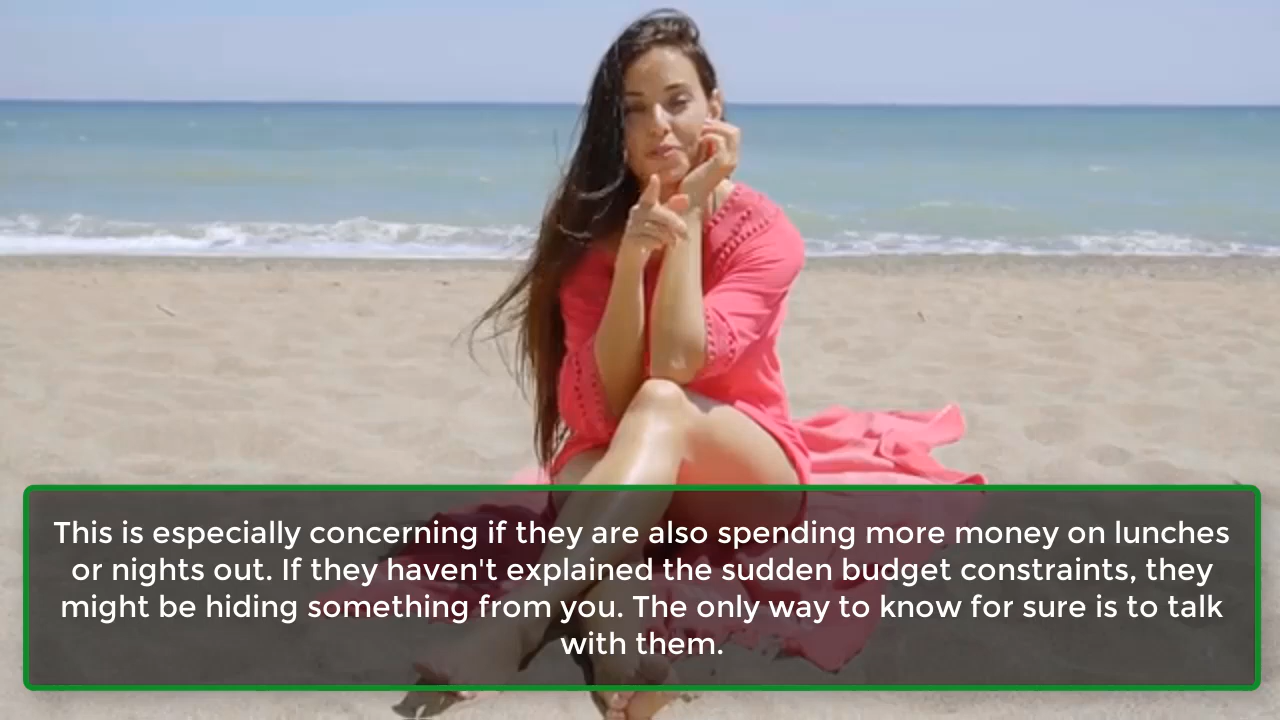 This is especially concerning if they are also spending more money on lunches
or nights out. If they haven't explained the sudden budget constraints, they
might be hiding something from you. The only way to know for sure is to talk
with them.